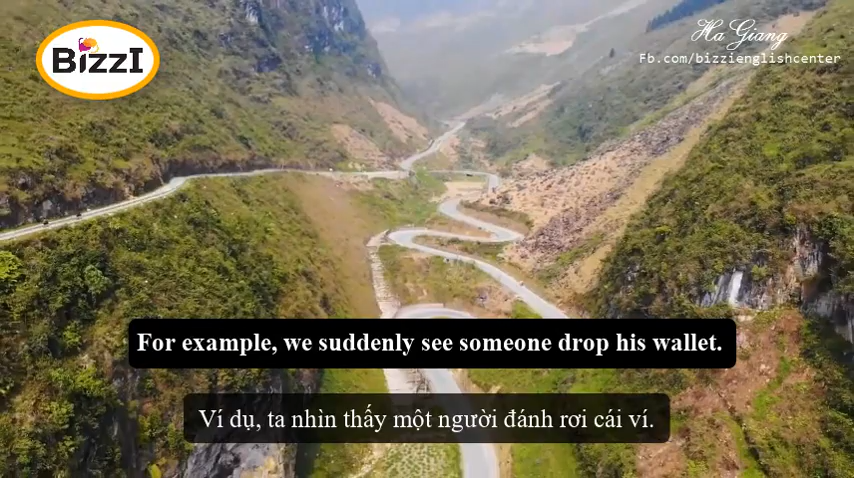 BizzI
Ha Giang
Fb.com/bizzienglishcenter
For example, we suddenly see someone drop his wallet.
Ví dụ, ta nhìn thấy một người đánh rơi cái ví.